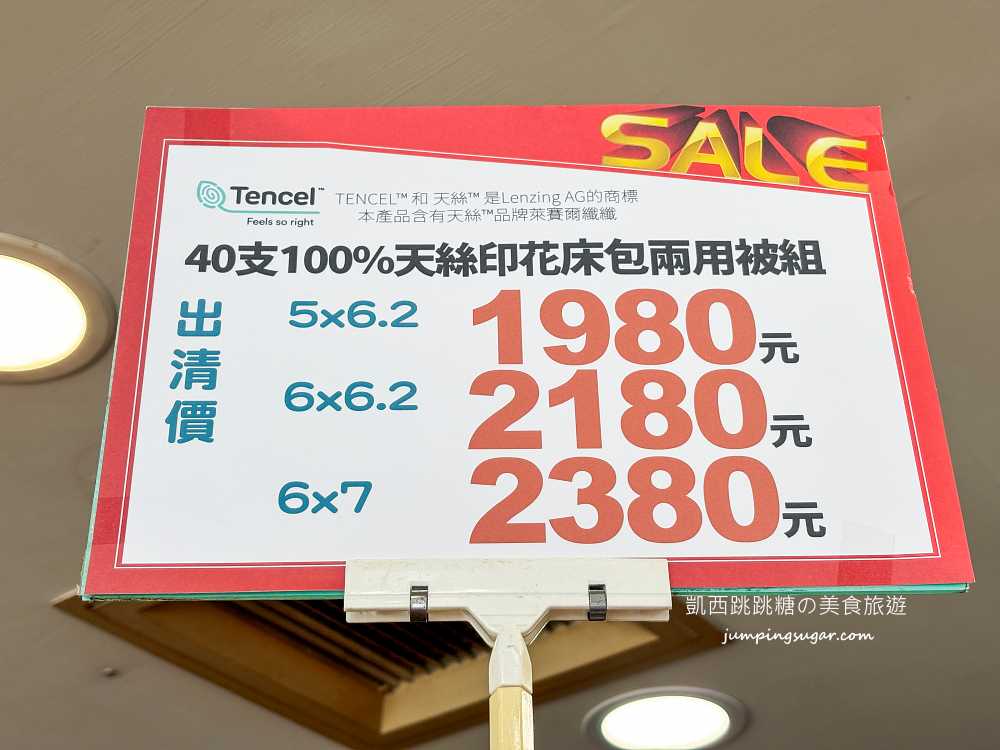 SALE
Tencel™
Feels so right
TENCEL™ 和 天絲™ 是Lenzing AG的商標
本產品含有天絲™品牌萊賽爾纖纖
40支100%天絲印花床包兩用被組
出清價
5x6.2 1980元
6x6.2 2180元
6x7 2380元
凱西跳跳糖の美食旅遊
jumpingsugar.com